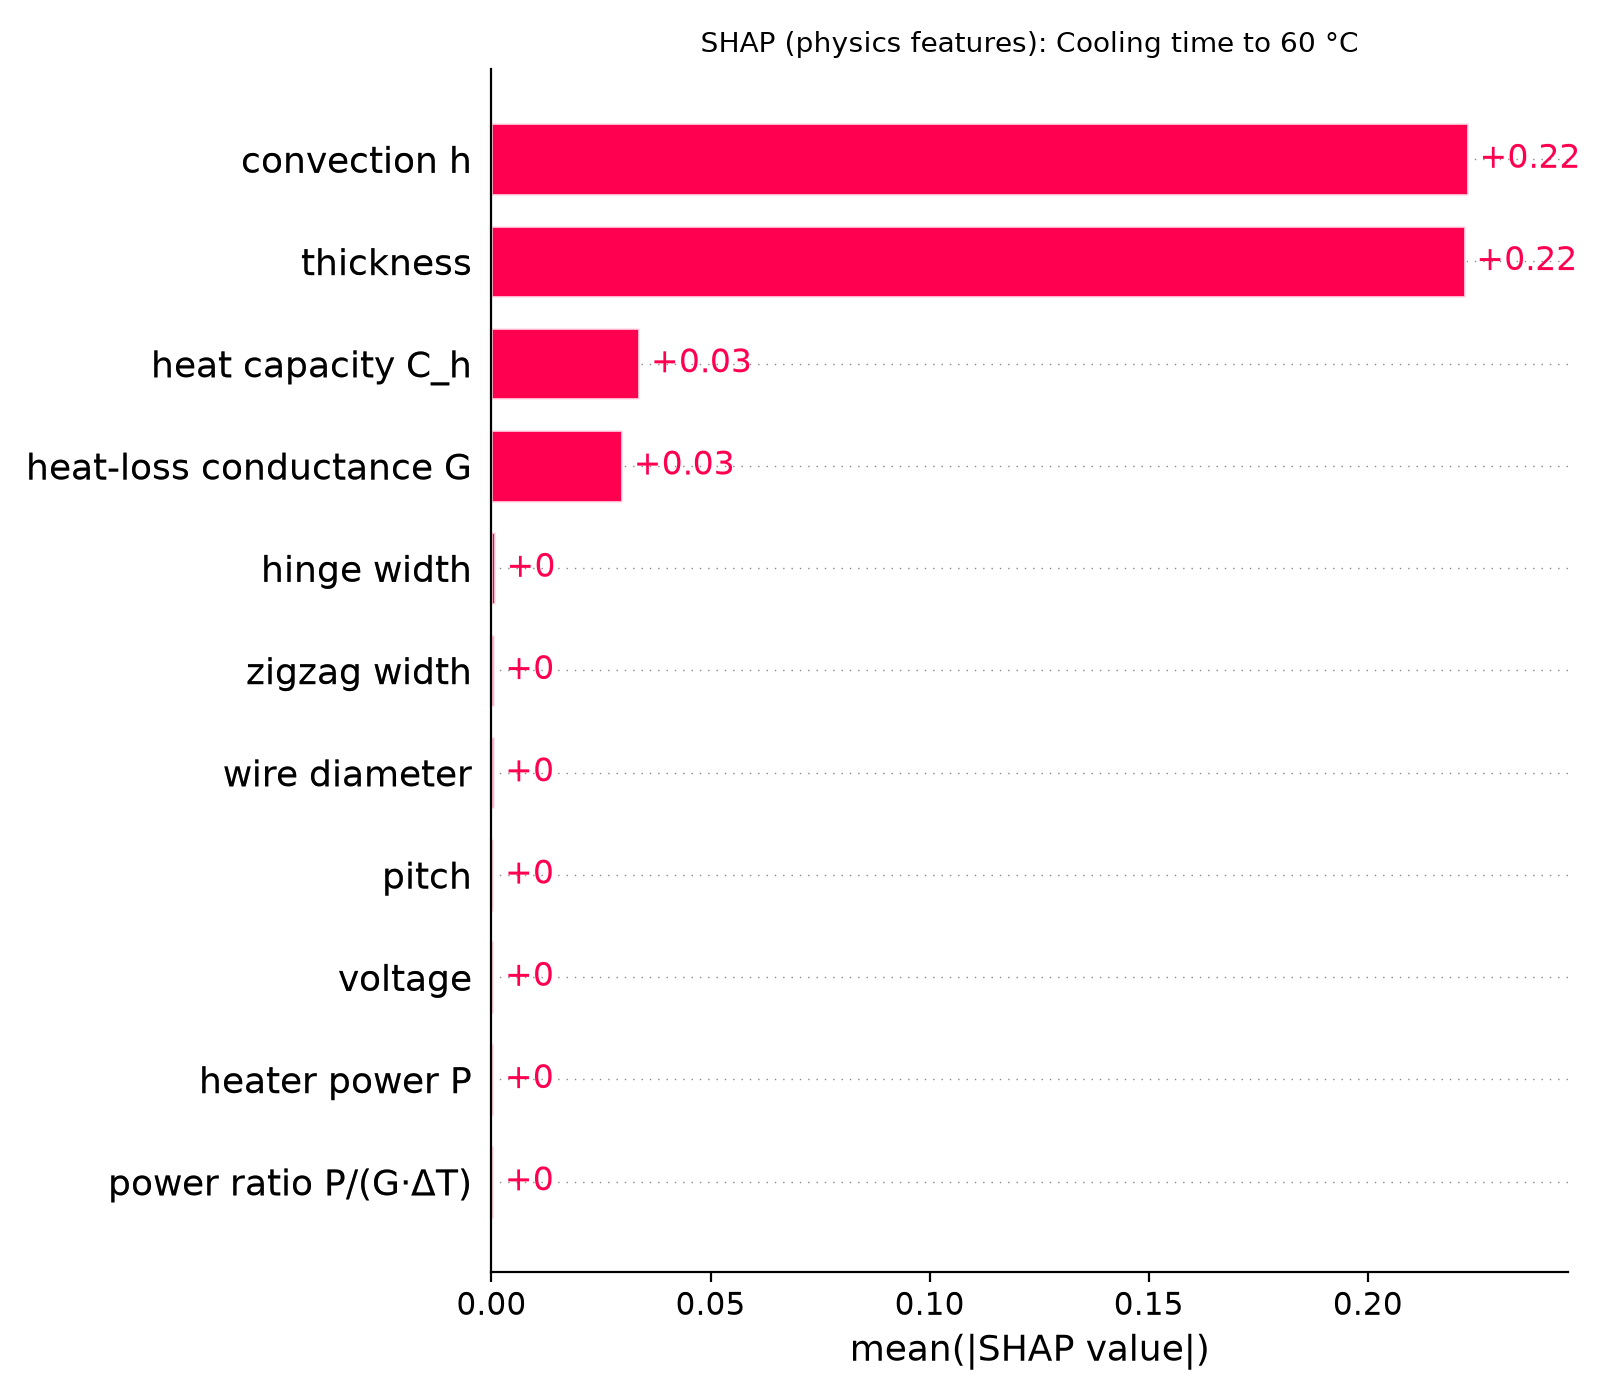 SHAP (physics features): Cooling time to 60 °C
convection h
+0.22
thickness
+0.22
heat capacity C_h
+0.03
heat-loss conductance G
+0.03
hinge width
+0
zigzag width
+0
wire diameter
+0
pitch
+0
voltage
+0
heater power P
+0
power ratio P/(G·ΔT)
+0
0.00 0.05 0.10 0.15 0.20
mean(|SHAP value|)